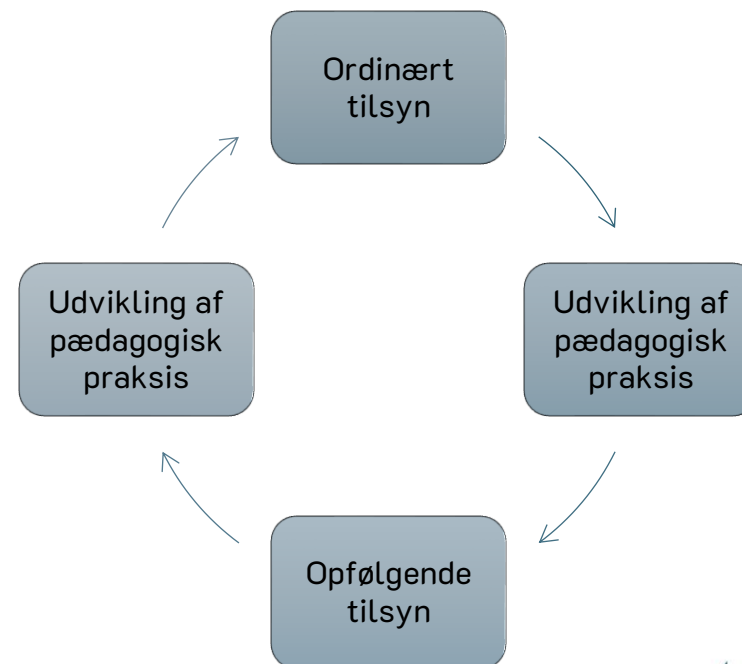 Ordinært
tilsyn
Udvikling af
pædagogisk
praksis
Udvikling af
pædagogisk
praksis
Opfølgende
tilsyn